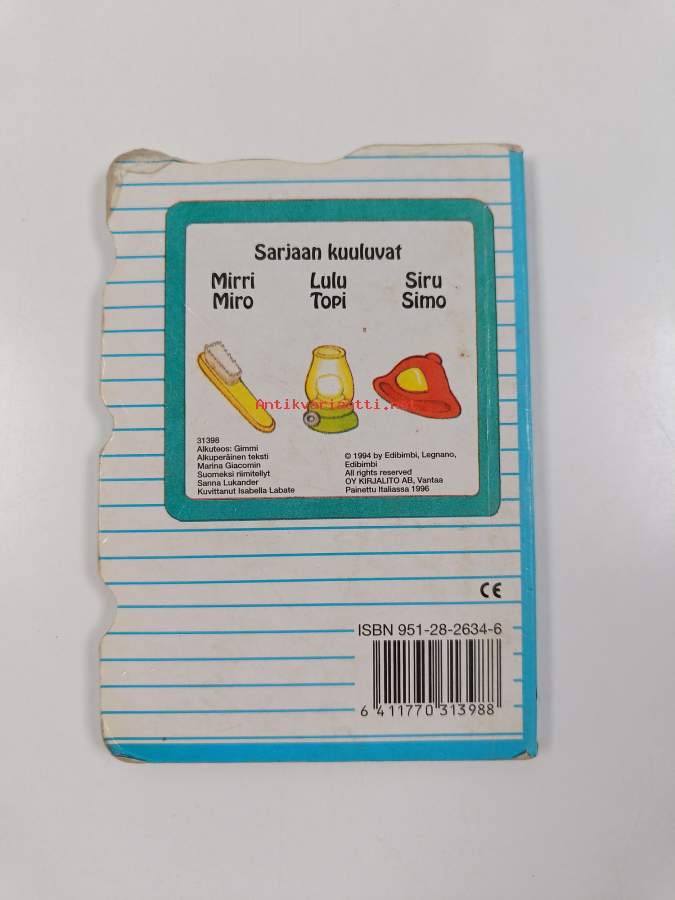 Sarjaan kuuluvat
Mirri Lulu Siru
Miro Topi Simo
Antikvariaatti.net
31398
Alkuteos: Gimmi
Alkuperäinen teksti
Marina Giacomin
Suomeksi riimitellyt
Sanna Lukander
Kuvittanut Isabella Labate
© 1994 by Edibimbi, Legnano,
Edibimbi
All rights reserved
OY KIRJALITO AB, Vantaa
Painettu Italiassa 1996
CE
ISBN 951-28-2634-6
6 411770 313988